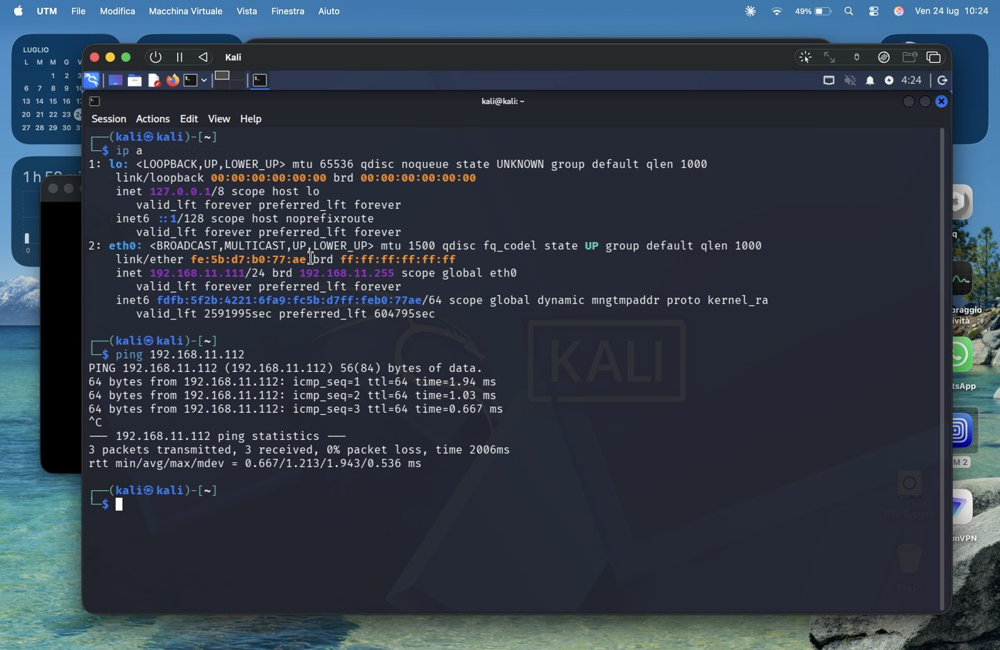 UTM File Modifica Macchina Virtuale Vista Finestra Aiuto 49% Ven 24 lug 10:24
LUGLIO
L M M G V
1 2 3
6 7 8 9
13 14 15 16
20 21 22 23
27 28 29 30
1h
0
Kali
4:24
kali@kali: ~
Session Actions Edit View Help
┌──(kali㉿kali)-[~]
└─$ ip a
1: lo: <LOOPBACK,UP,LOWER_UP> mtu 65536 qdisc noqueue state UNKNOWN group default qlen 1000
link/loopback 00:00:00:00:00:00 brd 00:00:00:00:00:00
inet 127.0.0.1/8 scope host lo
valid_lft forever preferred_lft forever
inet6 ::1/128 scope host noprefixroute
valid_lft forever preferred_lft forever
2: eth0: <BROADCAST,MULTICAST,UP,LOWER_UP> mtu 1500 qdisc fq_codel state UP group default qlen 1000
link/ether fe:5b:d7:b0:77:ae brd ff:ff:ff:ff:ff:ff
inet 192.168.11.111/24 brd 192.168.11.255 scope global eth0
valid_lft forever preferred_lft forever
inet6 fdfb:5f2b:4221:6fa9:fc5b:d7ff:feb0:77ae/64 scope global dynamic mngtmpaddr proto kernel_ra
valid_lft 2591995sec preferred_lft 604795sec
┌──(kali㉿kali)-[~]
└─$ ping 192.168.11.112
PING 192.168.11.112 (192.168.11.112) 56(84) bytes of data.
64 bytes from 192.168.11.112: icmp_seq=1 ttl=64 time=1.94 ms
64 bytes from 192.168.11.112: icmp_seq=2 ttl=64 time=1.03 ms
64 bytes from 192.168.11.112: icmp_seq=3 ttl=64 time=0.667 ms
^C
--- 192.168.11.112 ping statistics ---
3 packets transmitted, 3 received, 0% packet loss, time 2006ms
rtt min/avg/max/mdev = 0.667/1.213/1.943/0.536 ms
┌──(kali㉿kali)-[~]
└─$
KALI
File System
Trash
q
oraggio
ività
tsApp
M 2
onVPN